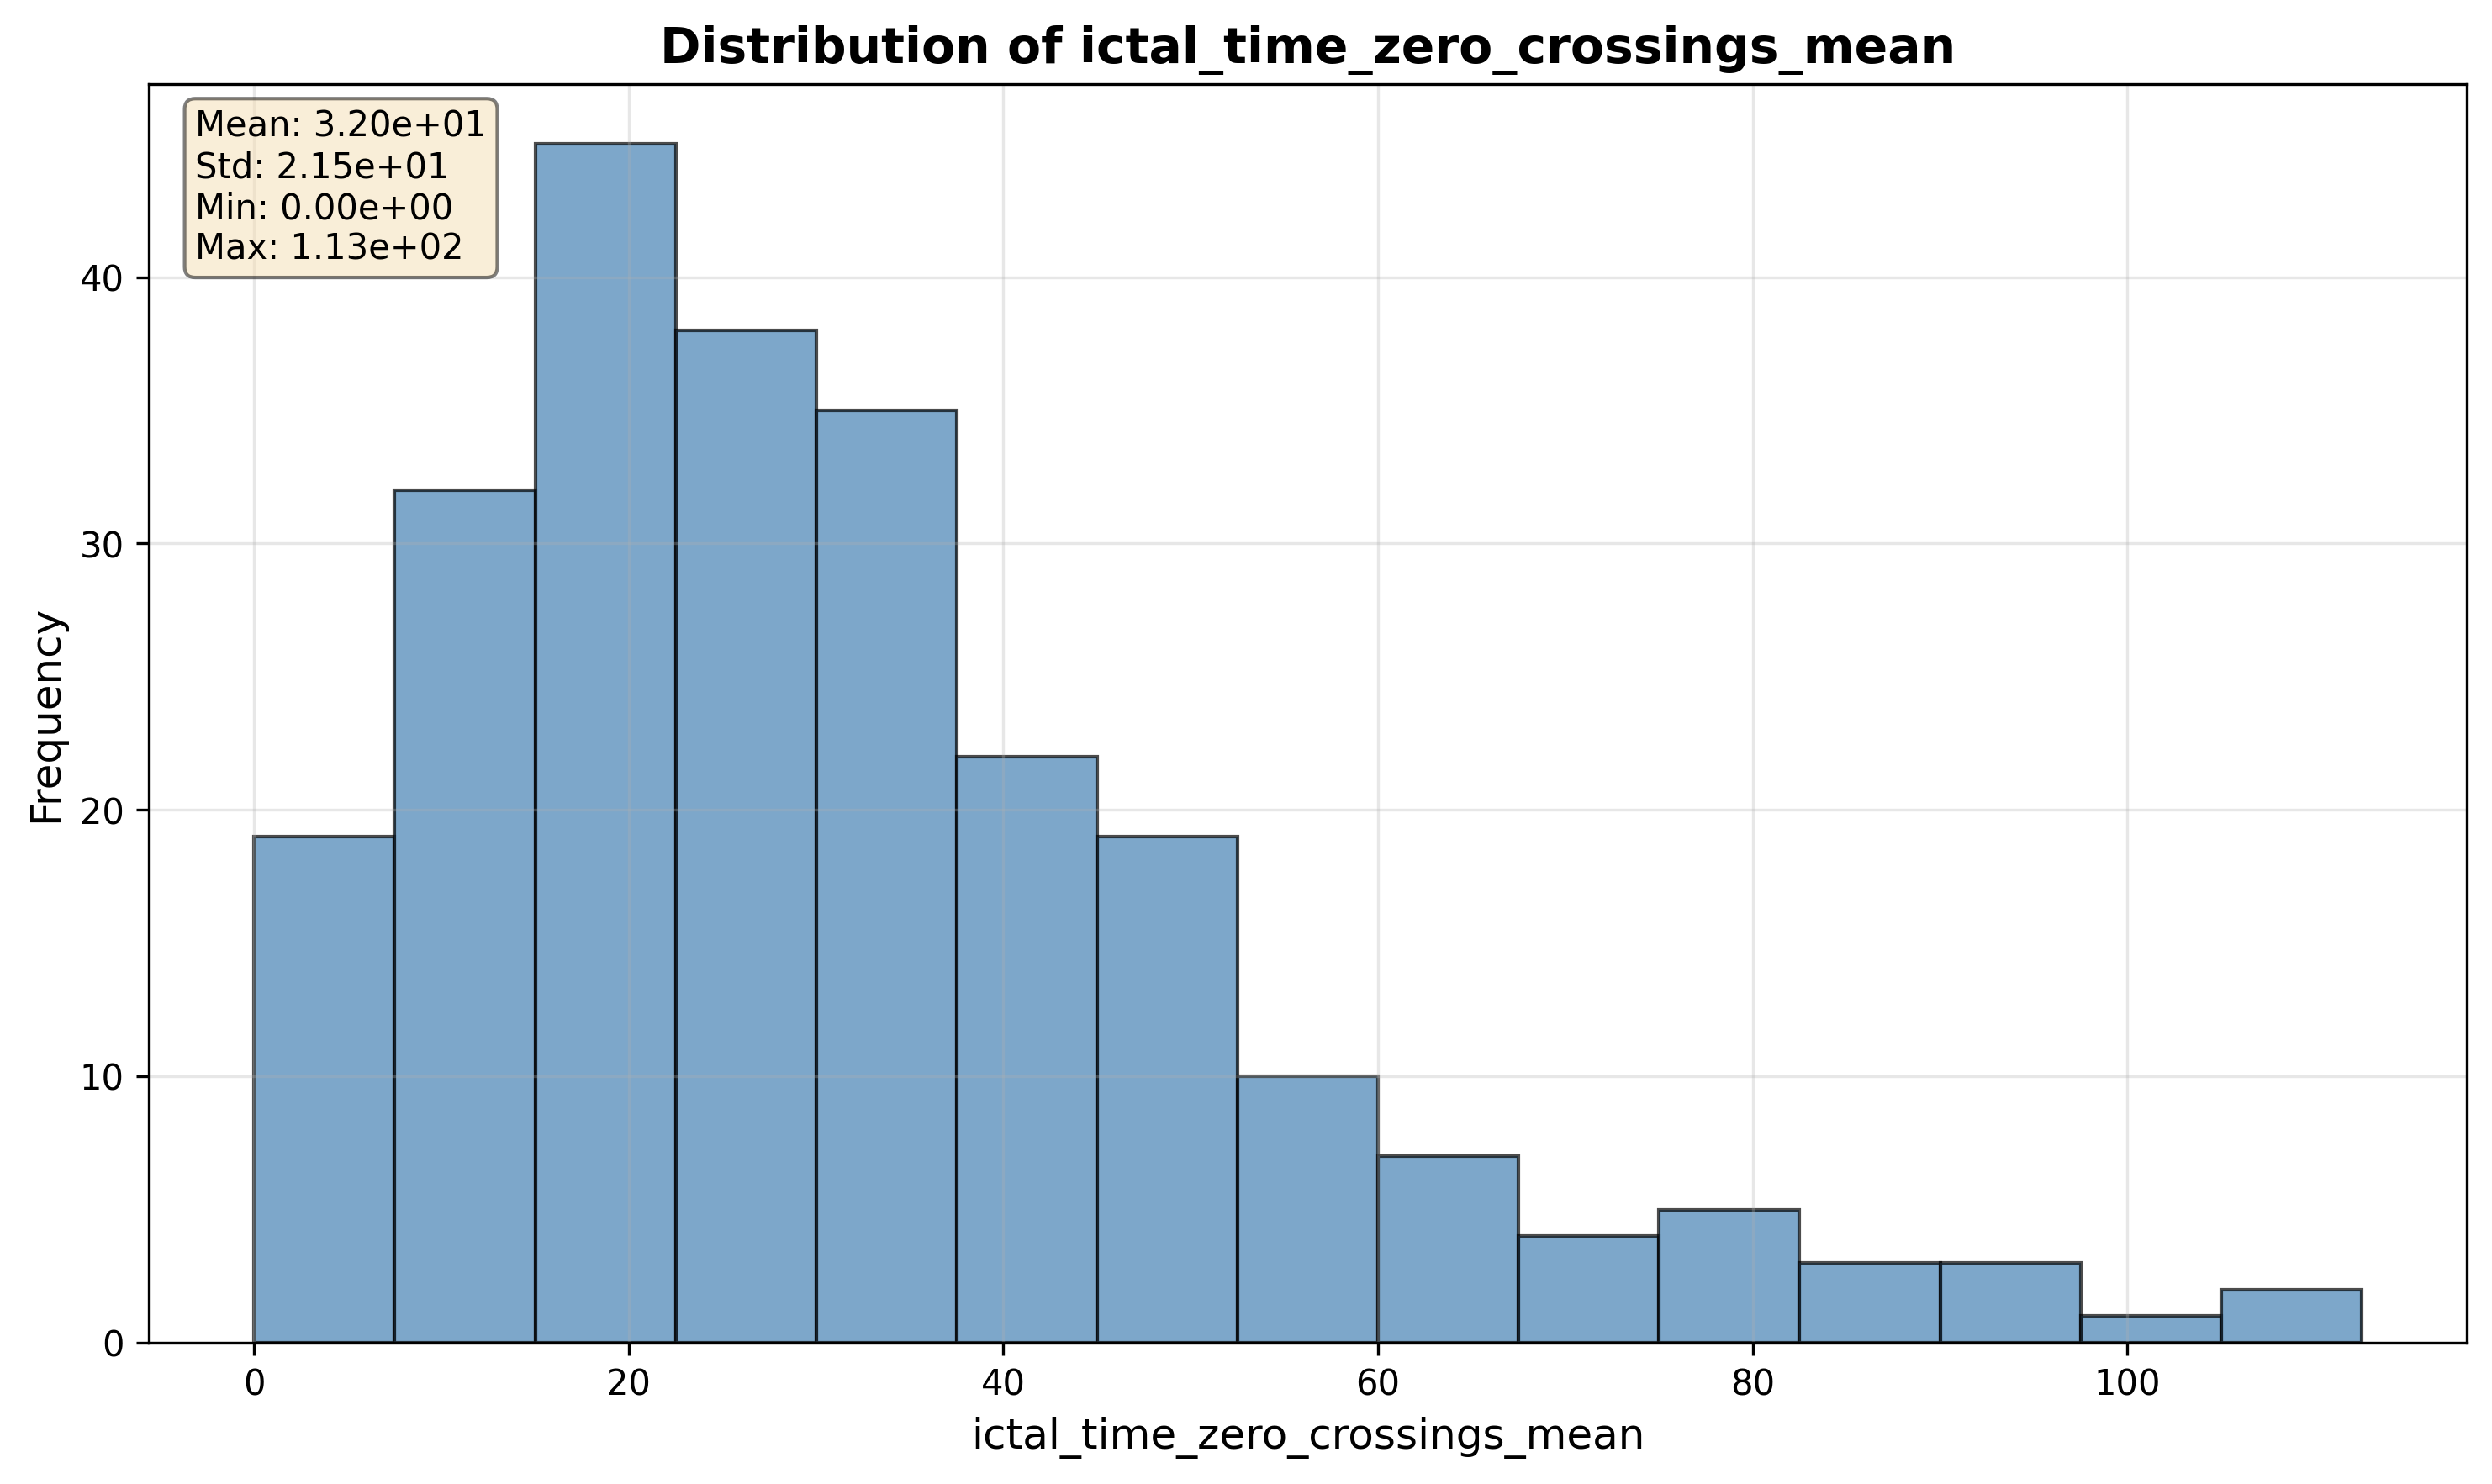 Distribution of ictal_time_zero_crossings_mean
Mean: 3.20e+01
Std: 2.15e+01
Min: 0.00e+00
Max: 1.13e+02
Frequency
40
30
20
10
0
0 20 40 60 80 100
ictal_time_zero_crossings_mean